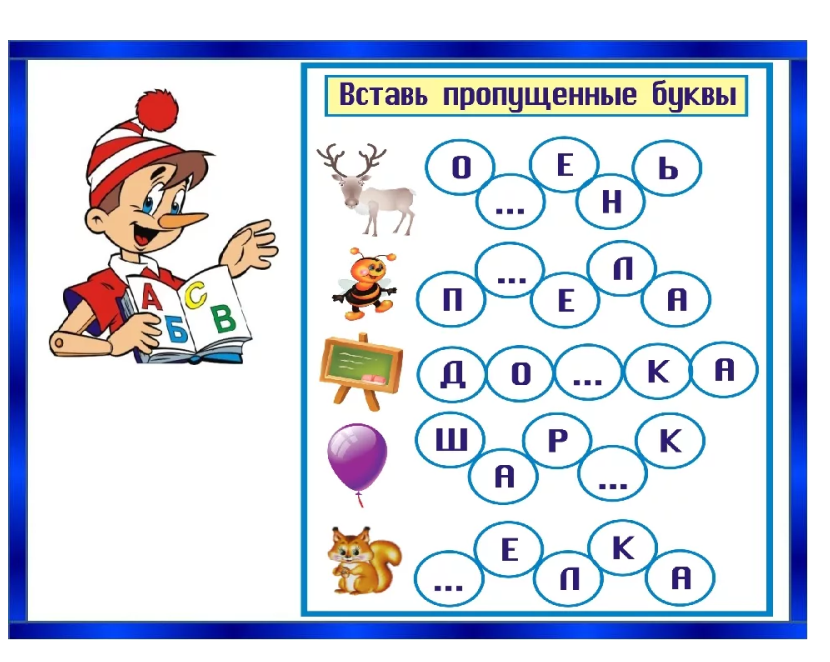 Вставь пропущенные буквы
О ... Е Н Ь
П ... Е Л А
Д О ... К А
Ш А Р ... К
... Е Л К А
А С
Б В